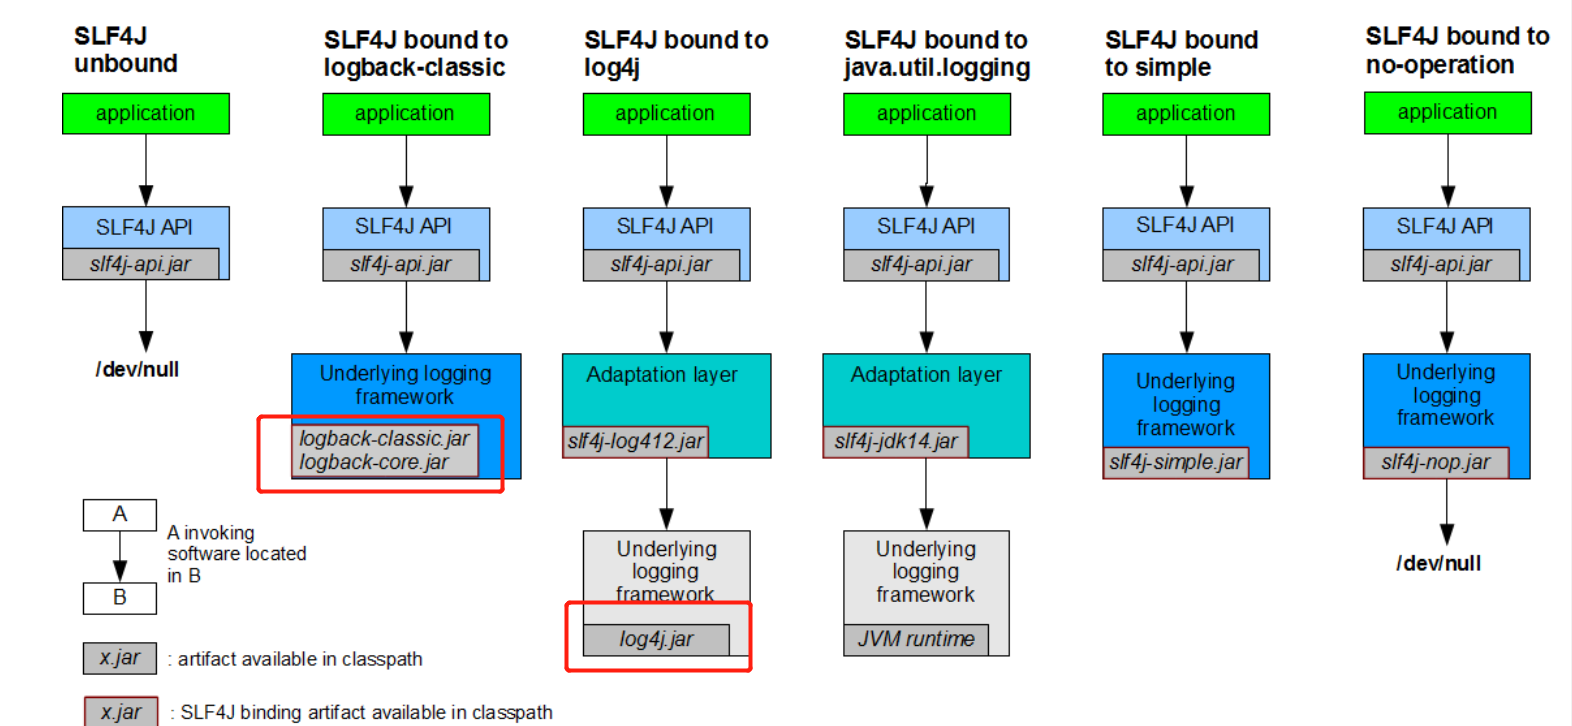 SLF4J
unbound
application
SLF4J API
slf4j-api.jar
/dev/null
SLF4J bound to
logback-classic
application
SLF4J API
slf4j-api.jar
Underlying logging
framework
logback-classic.jar
logback-core.jar
SLF4J bound to
log4j
application
SLF4J API
slf4j-api.jar
Adaptation layer
slf4j-log412.jar
Underlying
logging
framework
log4j.jar
SLF4J bound to
java.util.logging
application
SLF4J API
slf4j-api.jar
Adaptation layer
slf4j-jdk14.jar
Underlying
logging
framework
JVM runtime
SLF4J bound
to simple
application
SLF4J API
slf4j-api.jar
Underlying
logging
framework
slf4j-simple.jar
SLF4J bound to
no-operation
application
SLF4J API
slf4j-api.jar
Underlying
logging
framework
slf4j-nop.jar
/dev/null
A
B
A invoking
software located
in B
x.jar : artifact available in classpath
x.jar : SLF4J binding artifact available in classpath